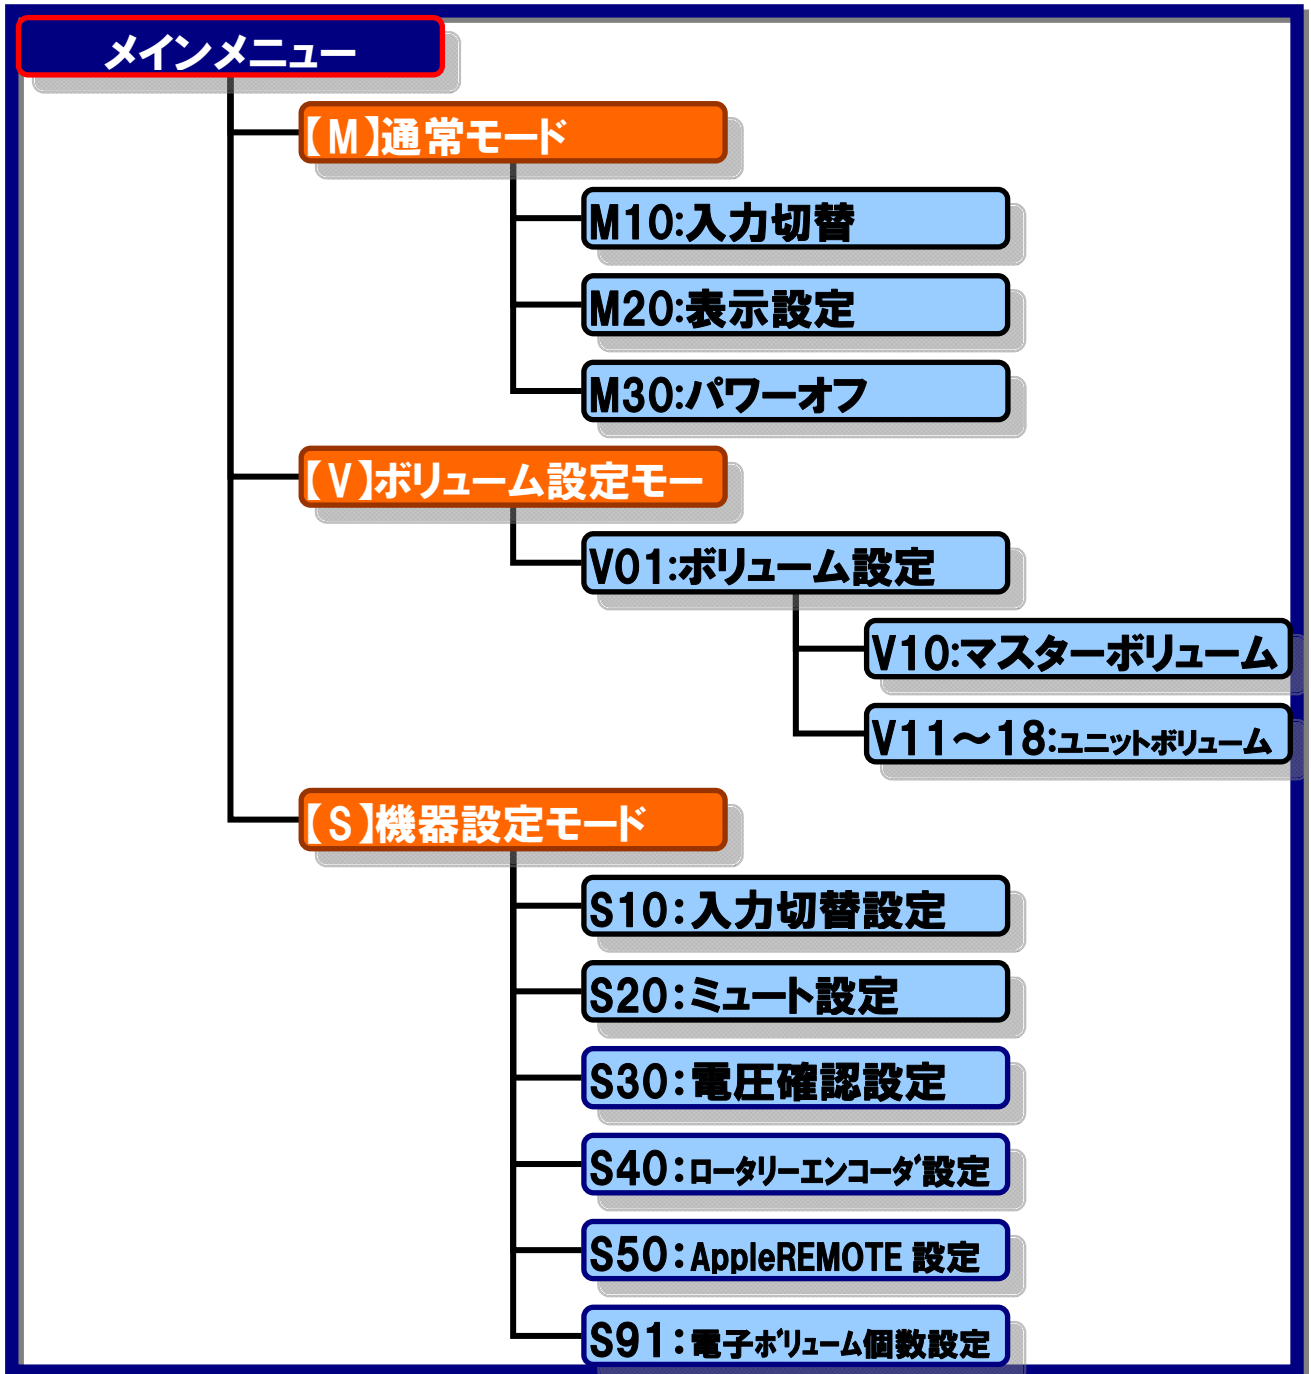 メインメニュー
【M】通常モード
M10:入力切替
M20:表示設定
M30:パワーオフ
【V】ボリューム設定モー
V01:ボリューム設定
V10:マスターボリューム
V11～18:ユニットボリューム
【S】機器設定モード
S10:入力切替設定
S20:ミュート設定
S30:電圧確認設定
S40:ロータリーエンコーダ設定
S50:AppleREMOTE 設定
S91:電子ボリューム個数設定